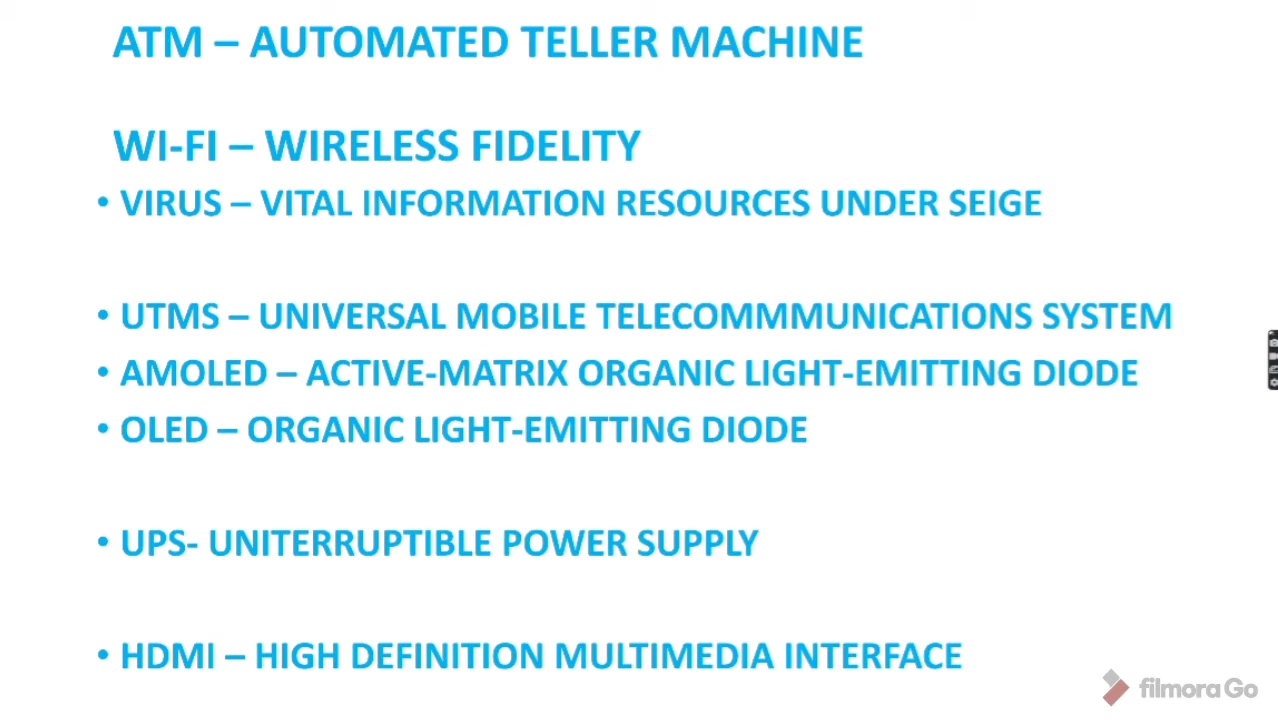 ATM – AUTOMATED TELLER MACHINE
WI-FI – WIRELESS FIDELITY
• VIRUS – VITAL INFORMATION RESOURCES UNDER SEIGE
• UTMS – UNIVERSAL MOBILE TELECOMMMUNICATIONS SYSTEM
• AMOLED – ACTIVE-MATRIX ORGANIC LIGHT-EMITTING DIODE
• OLED – ORGANIC LIGHT-EMITTING DIODE
• UPS- UNITERRUPTIBLE POWER SUPPLY
• HDMI – HIGH DEFINITION MULTIMEDIA INTERFACE
filmora Go